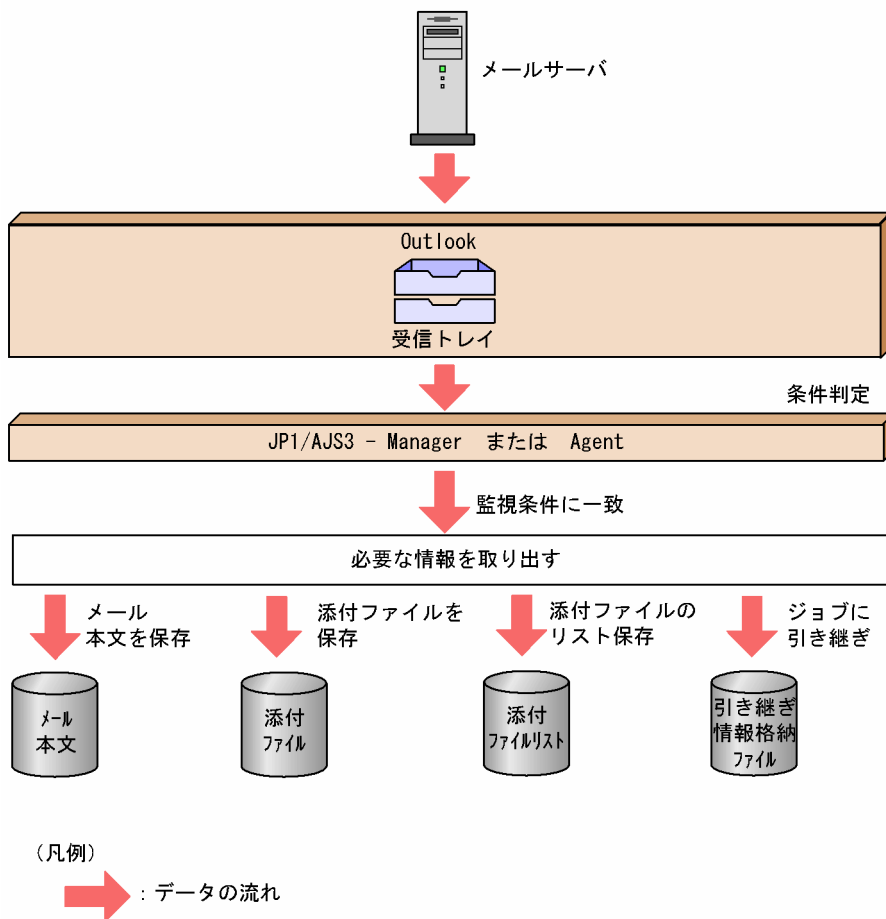 メールサーバ
Outlook
受信トレイ
条件判定
JP1/AJS3 - Manager または Agent
監視条件に一致
必要な情報を取り出す
メール
本文を保存
添付ファイルを
保存
添付ファイルの
リスト保存
ジョブに
引き継ぎ
メール
本文
添付
ファイル
添付
ファイルリスト
引き継ぎ
情報格納
ファイル
(凡例)
:データの流れ